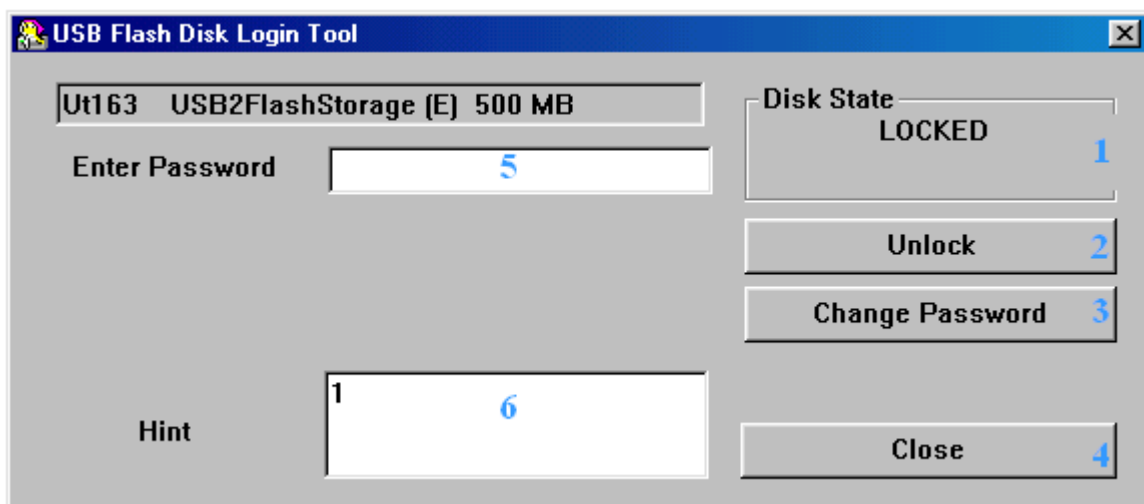 USB Flash Disk Login Tool
Ut163 USB2FlashStorage (E) 500 MB
Disk State
LOCKED
1
Enter Password
5
Unlock
2
Change Password
3
Hint
1
6
Close
4